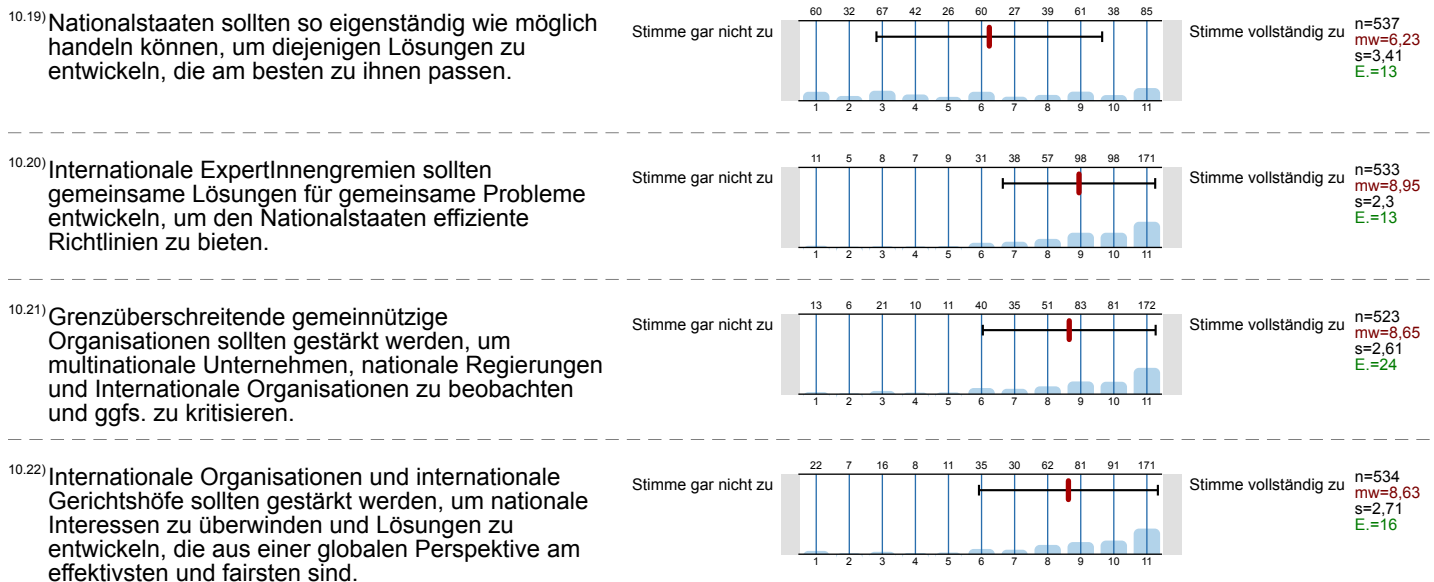 10.19) Nationalstaaten sollten so eigenständig wie möglich
handeln können, um diejenigen Lösungen zu
entwickeln, die am besten zu ihnen passen.
60 32 67 42 26 60 27 39 61 38 85
Stimme gar nicht zu
Stimme vollständig zu
1 2 3 4 5 6 7 8 9 10 11
n=537
mw=6,23
s=3,41
E.=13
10.20) Internationale ExpertInnengremien sollten
gemeinsame Lösungen für gemeinsame Probleme
entwickeln, um den Nationalstaaten effiziente
Richtlinien zu bieten.
11 5 8 7 9 31 38 57 98 98 171
Stimme gar nicht zu
Stimme vollständig zu
1 2 3 4 5 6 7 8 9 10 11
n=533
mw=8,95
s=2,3
E.=13
10.21) Grenzüberschreitende gemeinnützige
Organisationen sollten gestärkt werden, um
multinationale Unternehmen, nationale Regierungen
und Internationale Organisationen zu beobachten
und ggfs. zu kritisieren.
13 6 21 10 11 40 35 51 83 81 172
Stimme gar nicht zu
Stimme vollständig zu
1 2 3 4 5 6 7 8 9 10 11
n=523
mw=8,65
s=2,61
E.=24
10.22) Internationale Organisationen und internationale
Gerichtshöfe sollten gestärkt werden, um nationale
Interessen zu überwinden und Lösungen zu
entwickeln, die aus einer globalen Perspektive am
effektivsten und fairsten sind.
22 7 16 8 11 35 30 62 81 91 171
Stimme gar nicht zu
Stimme vollständig zu
1 2 3 4 5 6 7 8 9 10 11
n=534
mw=8,63
s=2,71
E.=16